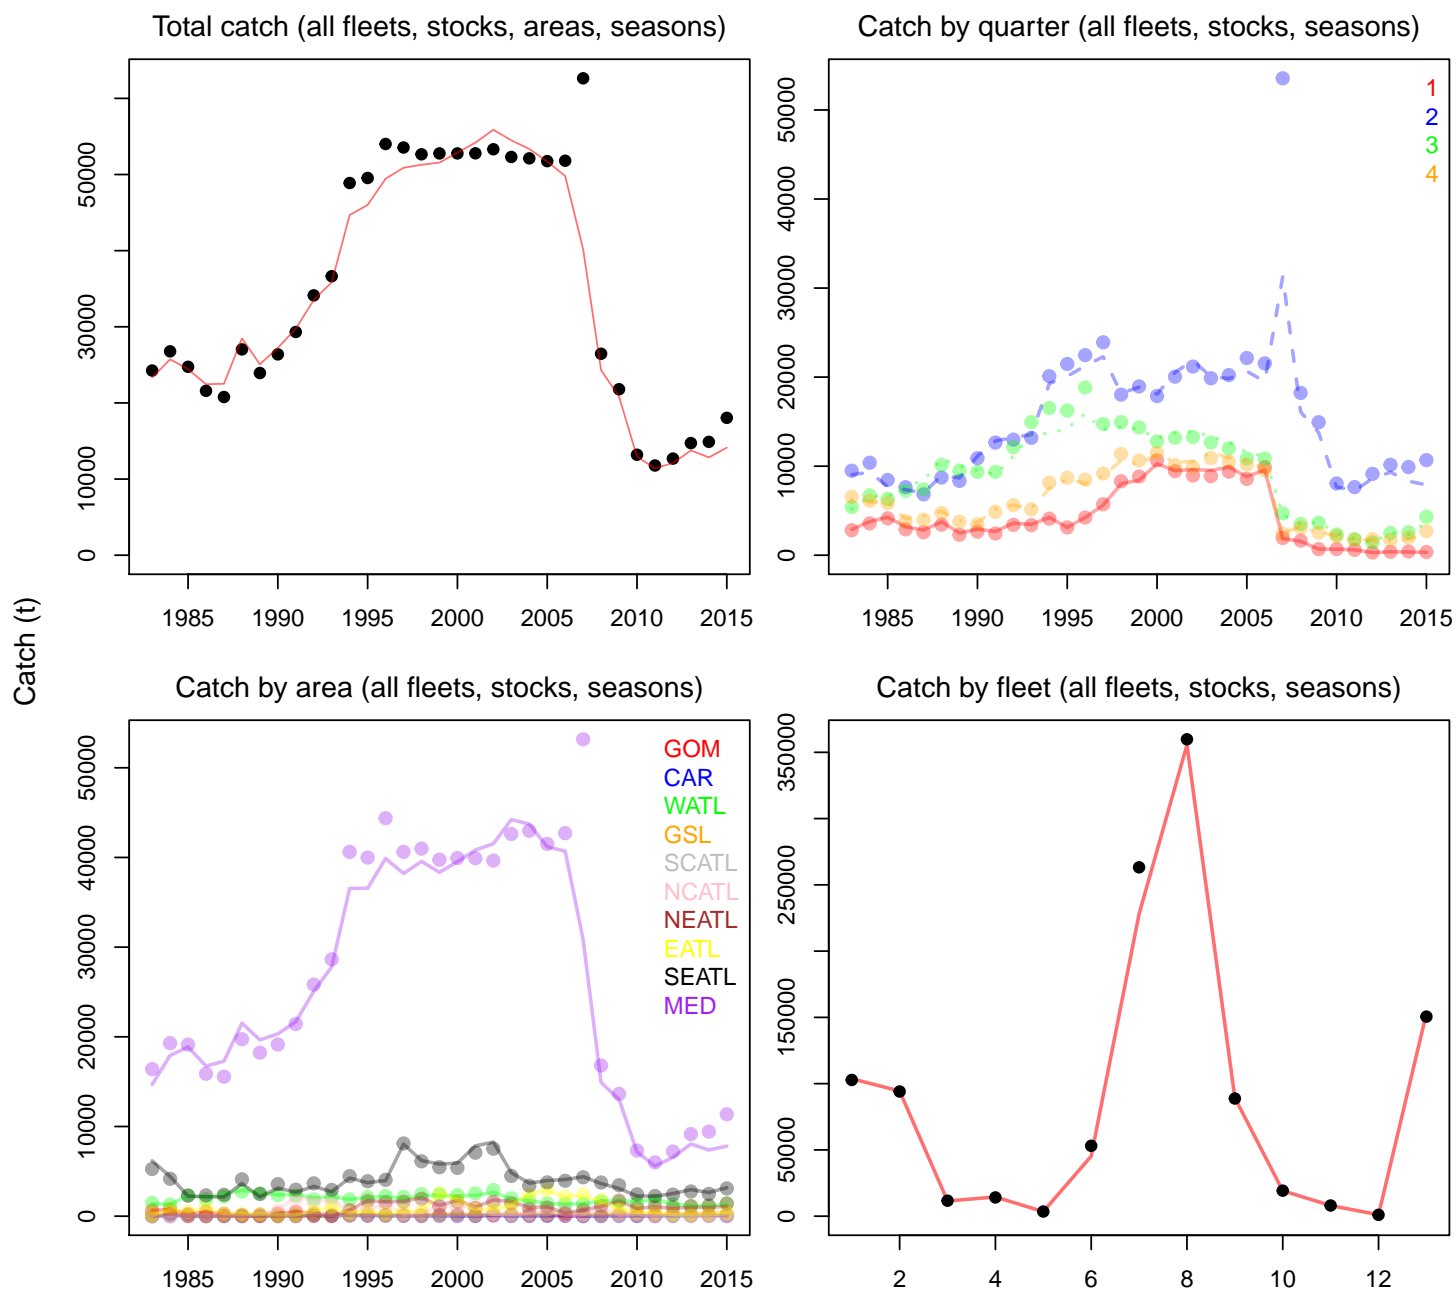 Total catch (all fleets, stocks, areas, seasons)
0
10000
30000
50000
1985 1990 1995 2000 2005 2010 2015
Catch by quarter (all fleets, stocks, seasons)
0
10000
20000
30000
40000
50000
1
2
3
4
1985 1990 1995 2000 2005 2010 2015
Catch (t)
Catch by area (all fleets, stocks, seasons)
0
10000
20000
30000
40000
50000
GOM
CAR
WATL
GSL
SCATL
NCATL
NEATL
EATL
SEATL
MED
1985 1990 1995 2000 2005 2010 2015
Catch by fleet (all fleets, stocks, seasons)
0
50000
150000
250000
350000
2 4 6 8 10 12